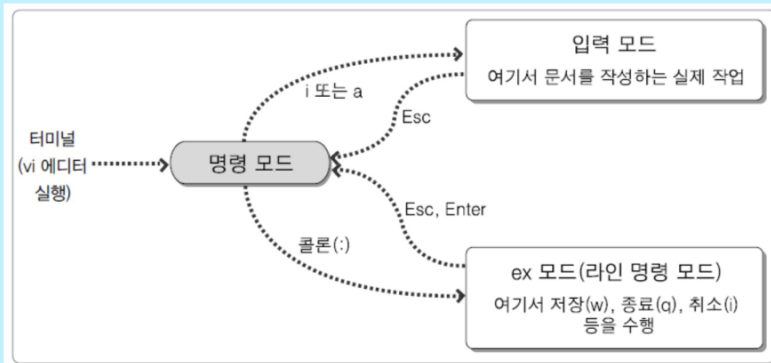 입력 모드
여기서 문서를 작성하는 실제 작업
i 또는 a
Esc
터미널
(vi 에디터
실행)
명령 모드
Esc, Enter
콜론(:)
ex 모드(라인 명령 모드)
여기서 저장(w), 종료(q), 취소(i)
등을 수행